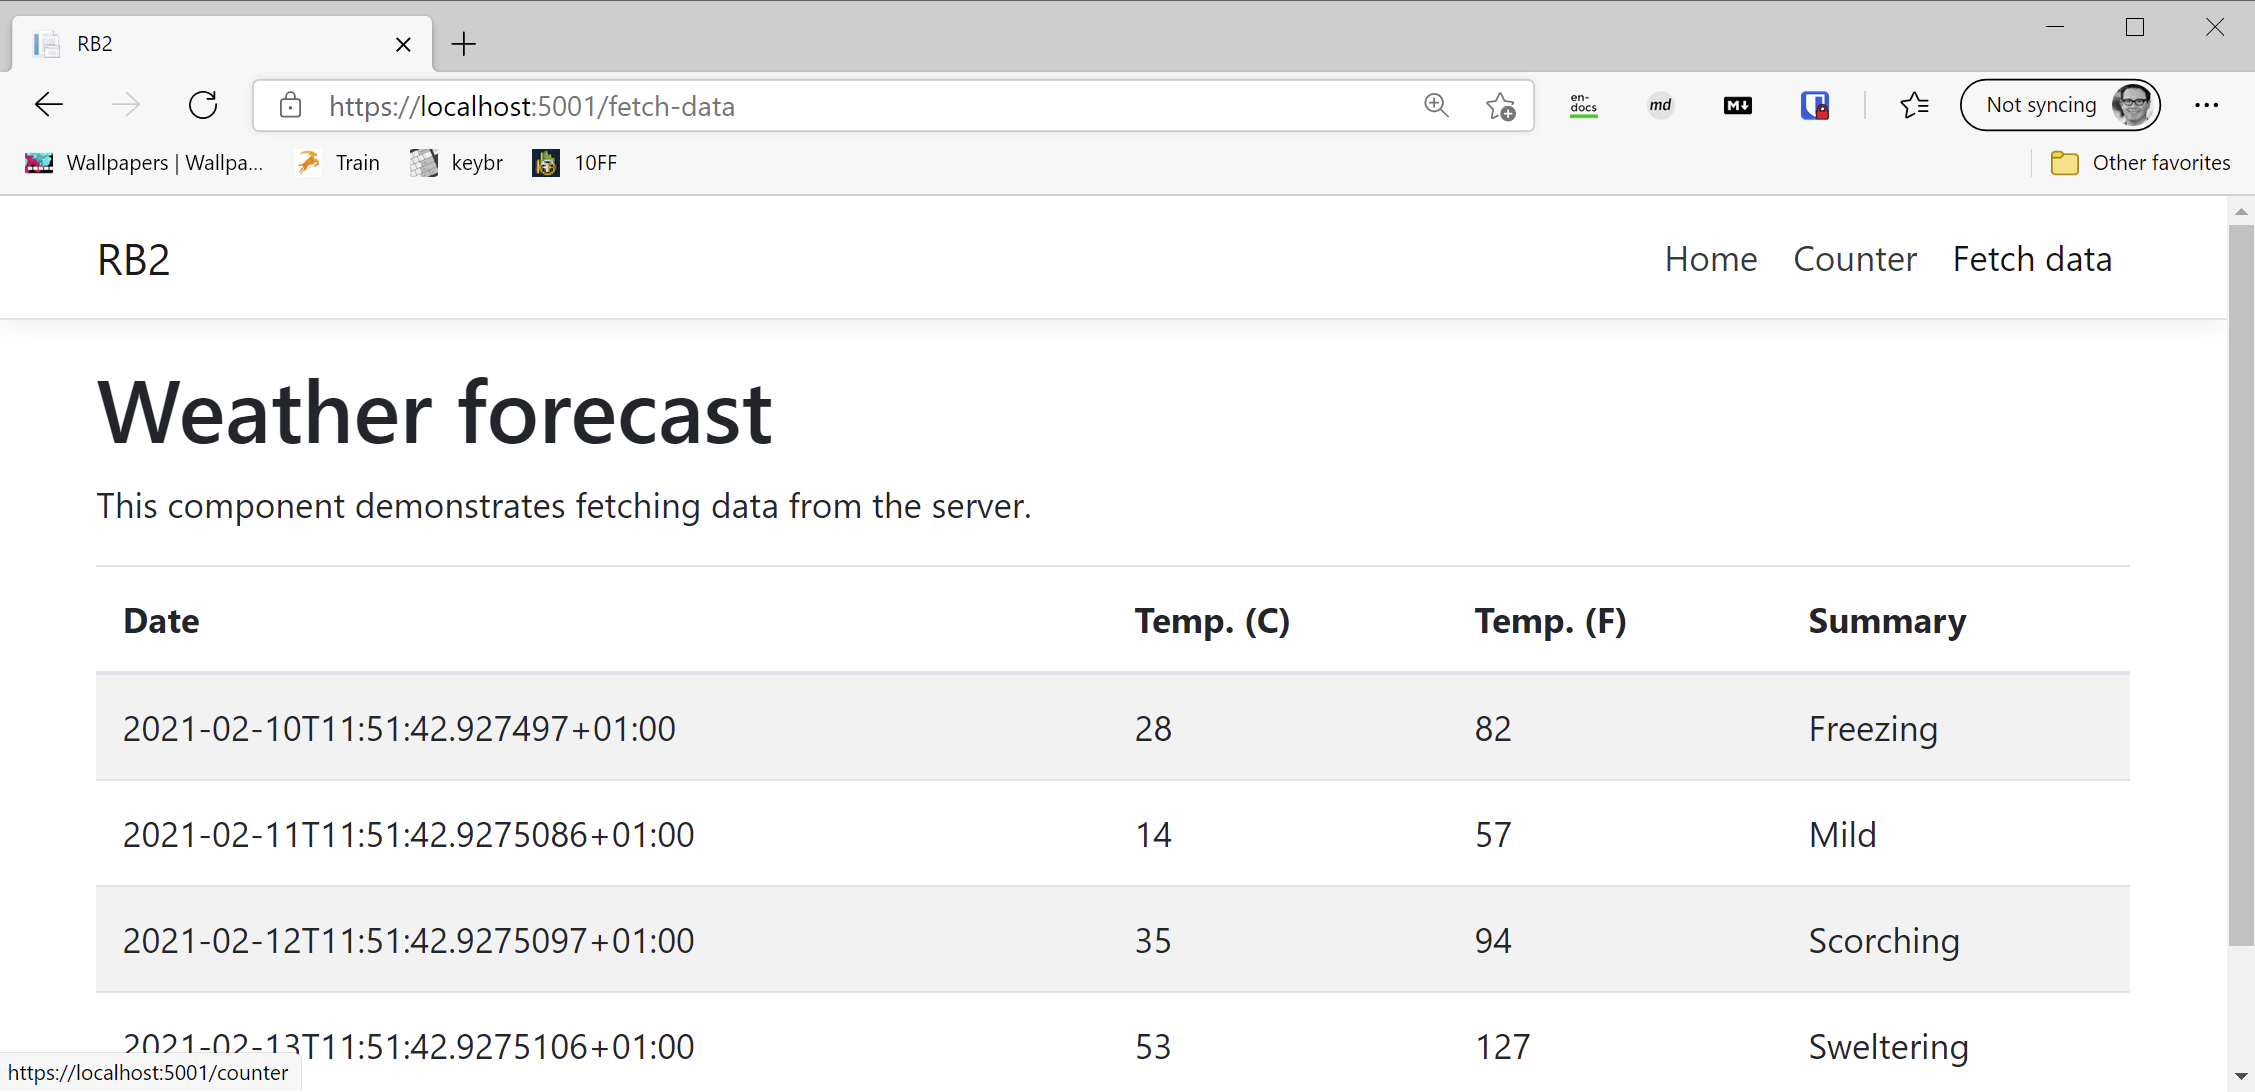 RB2
https://localhost:5001/fetch-data
en-
docs
md
M
Not syncing
Wallpapers | Wallpa...
Train
keybr
10FF
Other favorites
RB2 Home Counter Fetch data
Weather forecast
This component demonstrates fetching data from the server.
Date Temp. (C) Temp. (F) Summary
2021-02-10T11:51:42.927497+01:00 28 82 Freezing
2021-02-11T11:51:42.9275086+01:00 14 57 Mild
2021-02-12T11:51:42.9275097+01:00 35 94 Scorching
2021-02-13T11:51:42.9275106+01:00 53 127 Sweltering
https://localhost:5001/counter